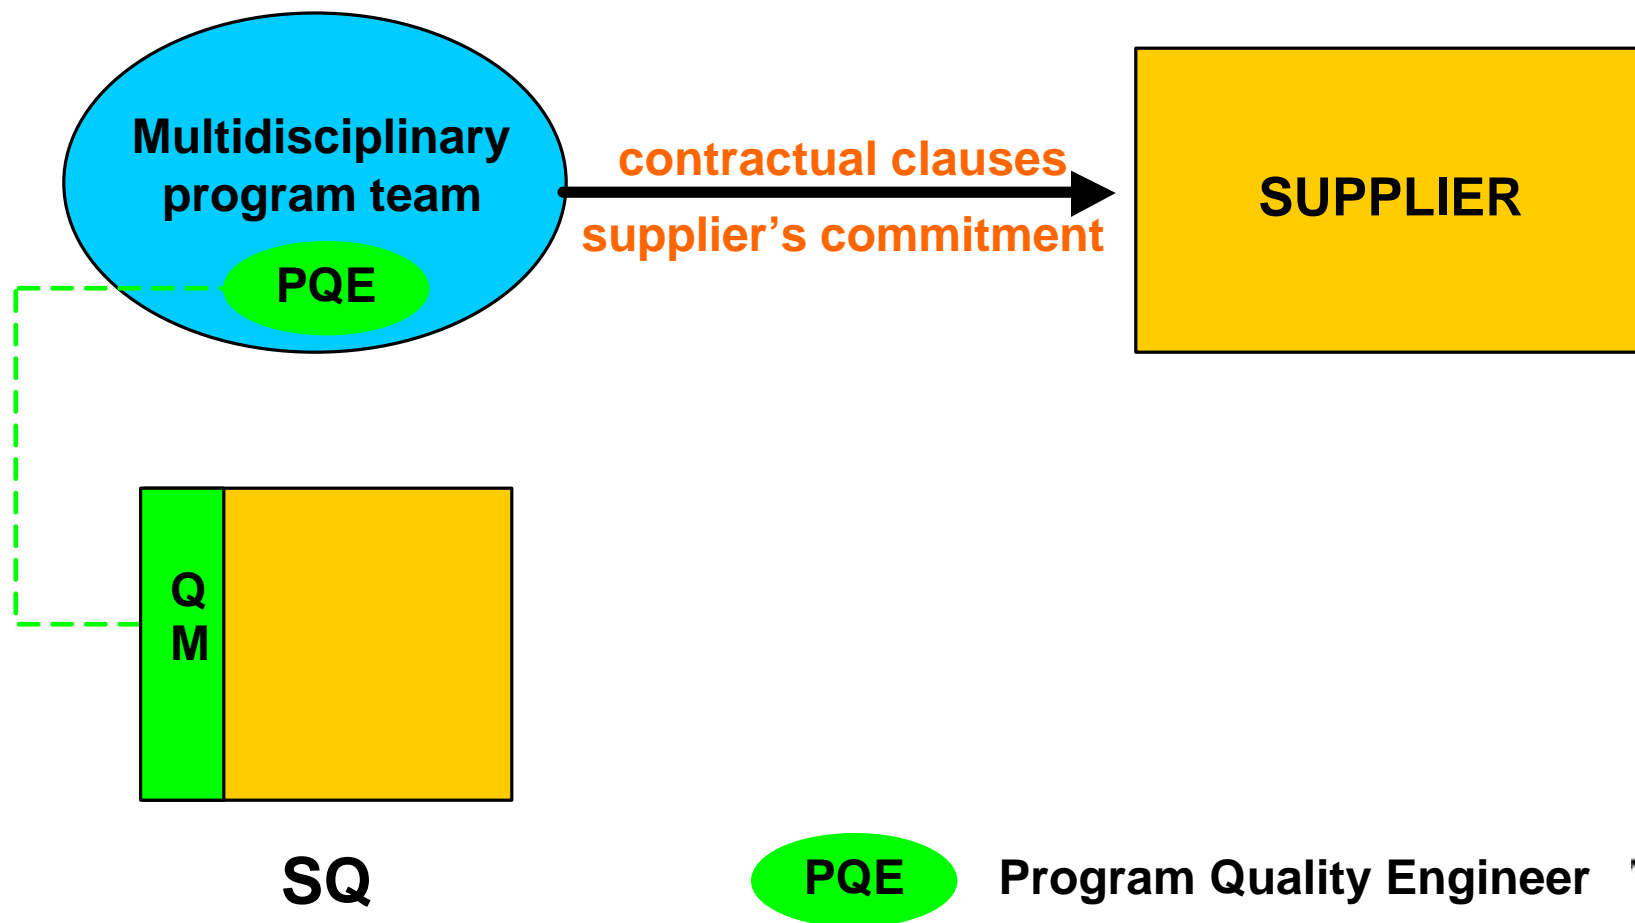 Multidisciplinary
program team
PQE
contractual clauses
supplier’s commitment
SUPPLIER
Q
M
SQ
PQE
Program Quality Engineer